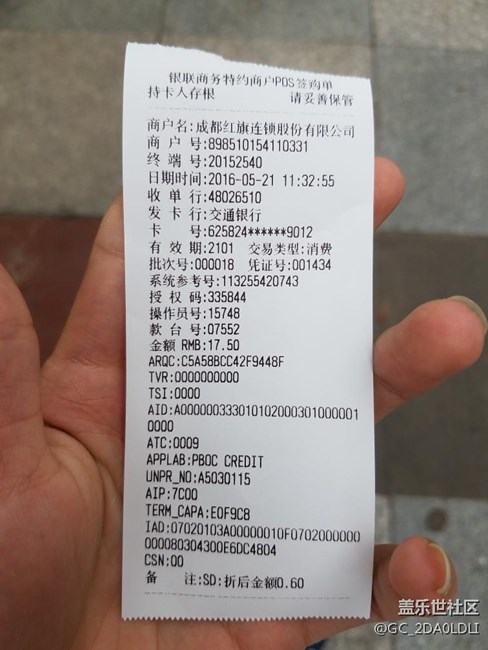 银联商务特约商户POS签购单
持卡人存根 请妥善保管
商户名:成都红旗连锁股份有限公司
商 户 号:898510154110331
终 端 号:20152540
日期时间:2016-05-21 11:32:55
收 单 行:48026510
发 卡 行:交通银行
卡 号:625824******9012
有 效 期:2101 交易类型:消费
批次号:000018 凭证号:001434
系统参考号:113255420743
授 权 码:335844
操作员号:15748
款 台 号:07552
金额 RMB:17.50
ARQC:C5A58BCC42F9448F
TVR:0000000000
TSI:0000
AID:A000000333010102000301000001
0000
ATC:0009
APPLAB:PBOC CREDIT
UNPR_NO:A5030115
AIP:7C00
TERM_CAPA:E0F9C8
IAD:07020103A00000010F0702000000
000080304300E6DC4804
CSN:00
备 注:SD:折后金额0.60
盖乐世社区
@GC_2DA0LDLI